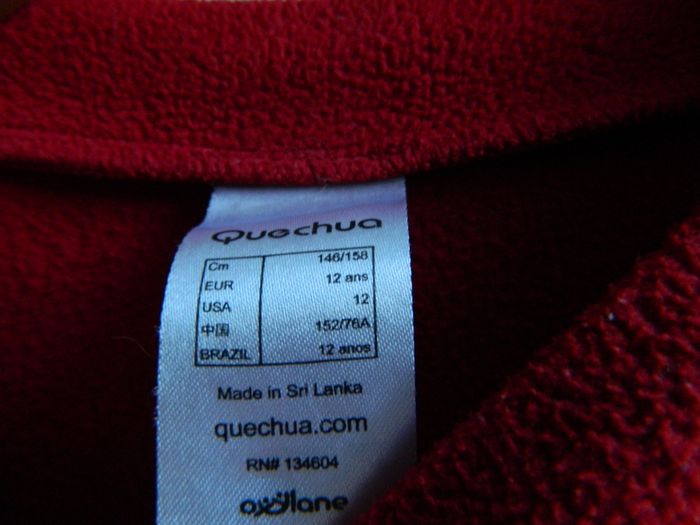 Quechua
Cm 146/158
EUR 12 ans
USA 12
中国 152/76A
BRAZIL 12 anos
Made in Sri Lanka
quechua.com
RN# 134604
oxylane